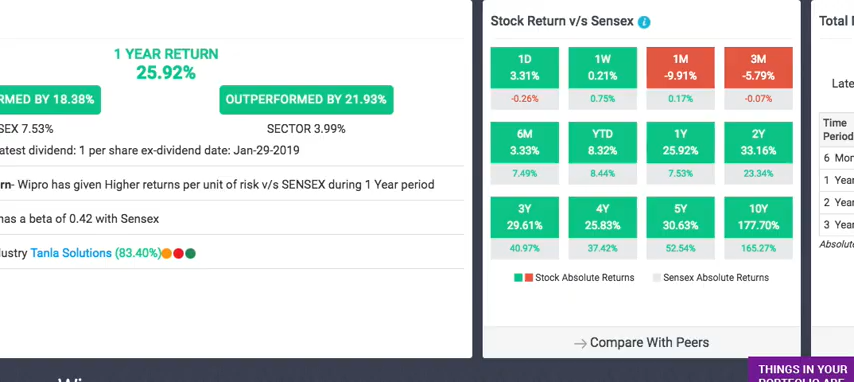 1 YEAR RETURN
25.92%
RMED BY 18.38%
OUTPERFORMED BY 21.93%
SEX 7.53%
SECTOR 3.99%
atest dividend: 1 per share ex-dividend date: Jan-29-2019
rn- Wipro has given Higher returns per unit of risk v/s SENSEX during 1 Year period
has a beta of 0.42 with Sensex
dustry Tanla Solutions (83.40%)
Stock Return v/s Sensex i
1D 1W 1M 3M
3.31% 0.21% -9.91% -5.79%
-0.26% 0.75% 0.17% -0.07%
6M YTD 1Y 2Y
3.33% 8.32% 25.92% 33.16%
7.49% 8.44% 7.53% 23.34%
3Y 4Y 5Y 10Y
29.61% 25.83% 30.63% 177.70%
40.97% 37.42% 52.54% 165.27%
Stock Absolute Returns Sensex Absolute Returns
Compare With Peers
Total
Late
Time
Period
6 Mon
1 Year
2 Year
3 Year
Absolute
THINGS IN YOUR
PORTFOLIO ARE